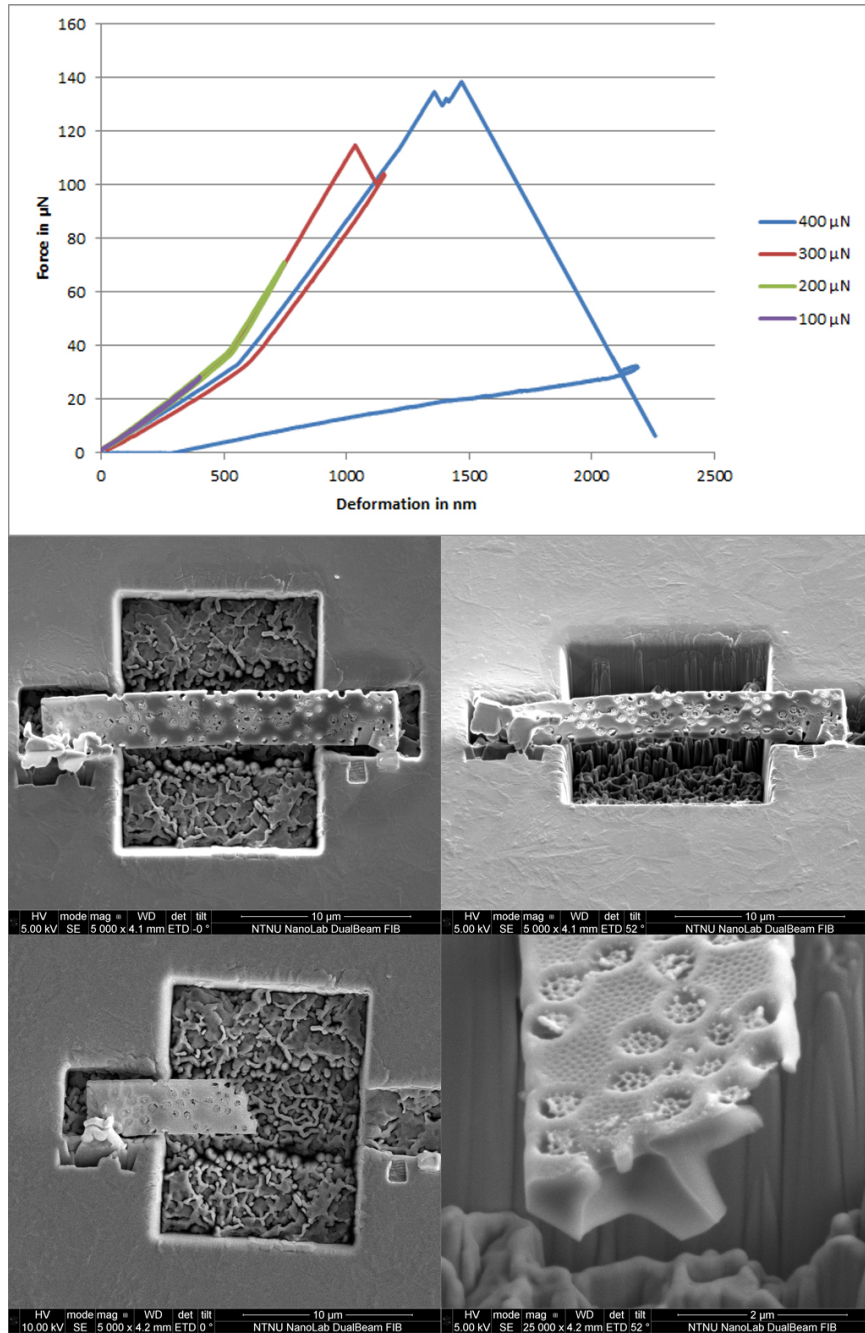 160
140
120
100
80
60
40
20
0
Force in µN
0 500 1000 1500 2000 2500
Deformation in nm
400 µN
300 µN
200 µN
100 µN
HV mode mag WD det tilt
5.00 kV SE 5 000 x 4.1 mm ETD -0 °
10 µm
NTNU NanoLab DualBeam FIB
HV mode mag WD det tilt
5.00 kV SE 5 000 x 4.1 mm ETD 52 °
10 µm
NTNU NanoLab DualBeam FIB
HV mode mag WD det tilt
10.00 kV SE 5 000 x 4.2 mm ETD 0 °
10 µm
NTNU NanoLab DualBeam FIB
HV mode mag WD det tilt
5.00 kV SE 25 000 x 4.2 mm ETD 52 °
2 µm
NTNU NanoLab DualBeam FIB